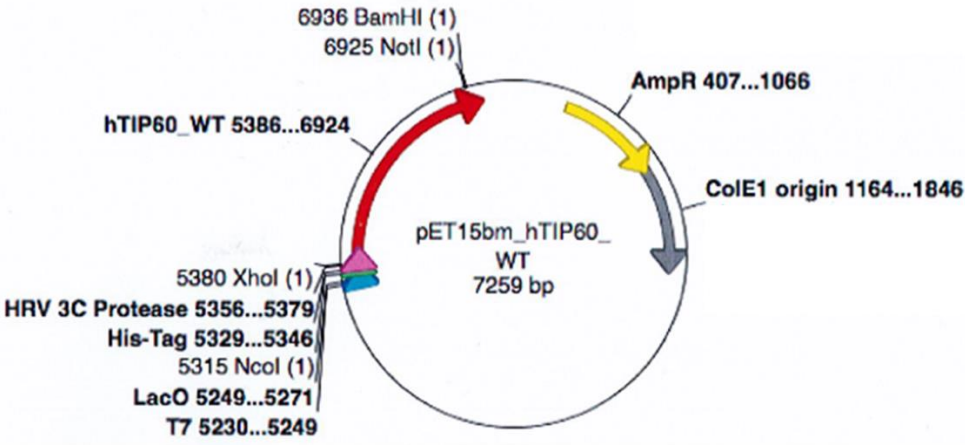 6936 BamHI (1)
6925 NotI (1)
AmpR 407...1066
hTIP60_WT 5386...6924
ColE1 origin 1164...1846
pET15bm_hTIP60_
WT
7259 bp
5380 XhoI (1)
HRV 3C Protease 5356...5379
His-Tag 5329...5346
5315 NcoI (1)
LacO 5249...5271
T7 5230...5249